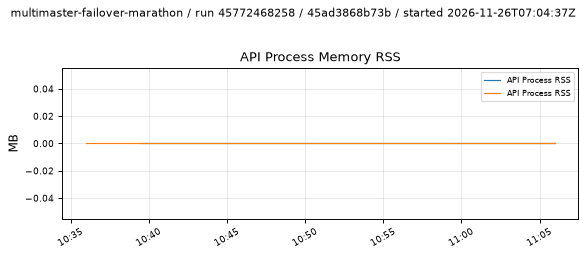 multimaster-failover-marathon / run 45772468258 / 45ad3868b73b / started 2026-11-26T07:04:37Z
API Process Memory RSS
API Process RSS
API Process RSS
MB
0.04
0.02
0.00
−0.02
−0.04
10:35
10:40
10:45
10:50
10:55
11:00
11:05